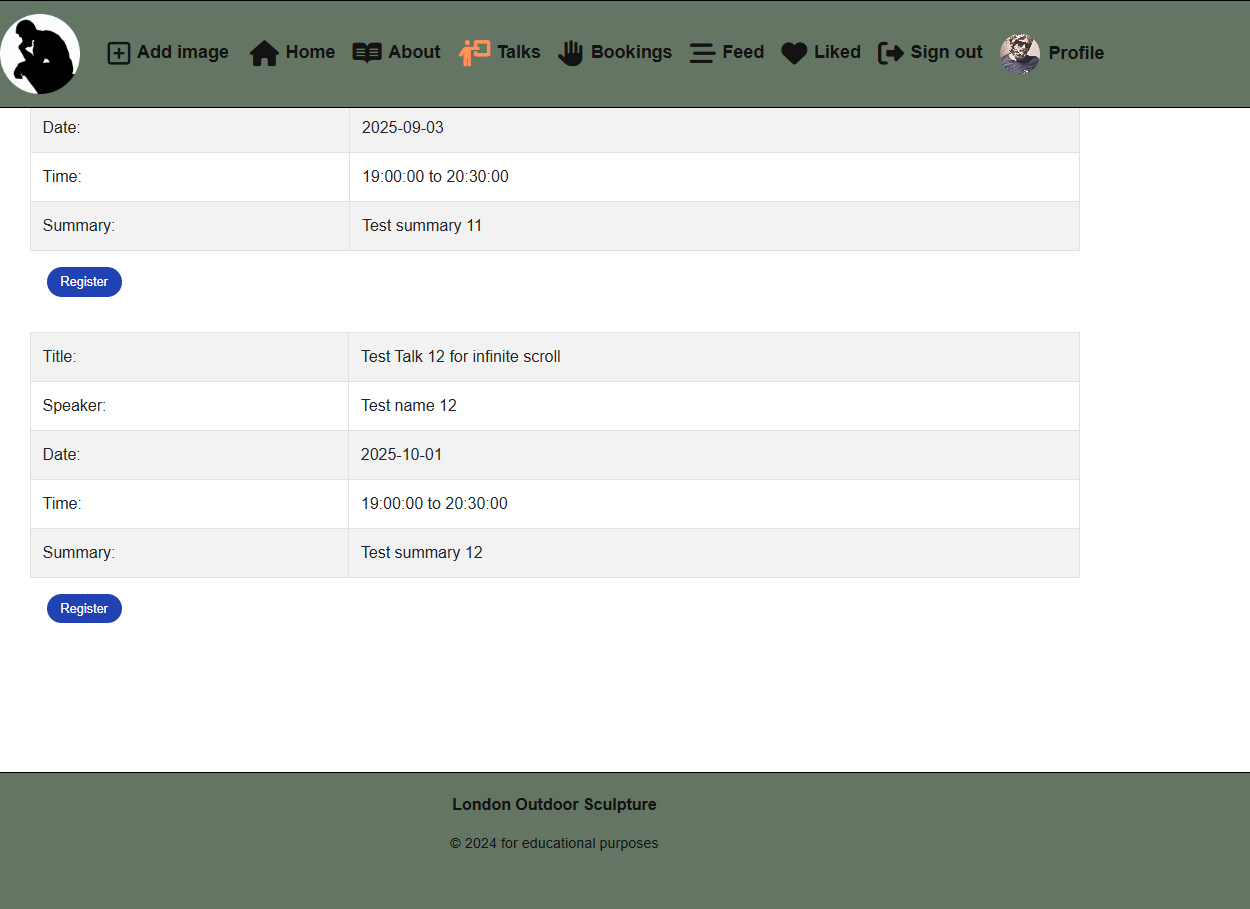 Add image Home About Talks Bookings Feed Liked Sign out Profile
Date: 2025-09-03
Time: 19:00:00 to 20:30:00
Summary: Test summary 11
Register
Title: Test Talk 12 for infinite scroll
Speaker: Test name 12
Date: 2025-10-01
Time: 19:00:00 to 20:30:00
Summary: Test summary 12
Register
London Outdoor Sculpture
© 2024 for educational purposes